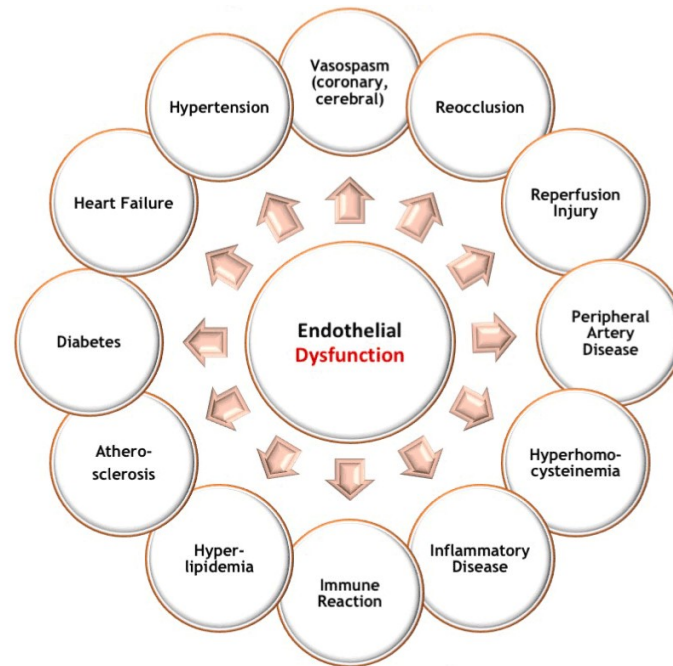 Vasospasm
(coronary,
cerebral)
Reocclusion
Reperfusion
Injury
Peripheral
Artery
Disease
Hyperhomo-
cysteinemia
Inflammatory
Disease
Immune
Reaction
Hyper-
lipidemia
Athero-
sclerosis
Diabetes
Heart Failure
Hypertension
Endothelial
Dysfunction